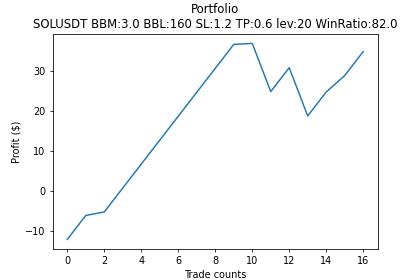 Portfolio
SOLUSDT BBM:3.0 BBL:160 SL:1.2 TP:0.6 lev:20 WinRatio:82.0
Profit ($)
30
20
10
0
−10
0 2 4 6 8 10 12 14 16
Trade counts